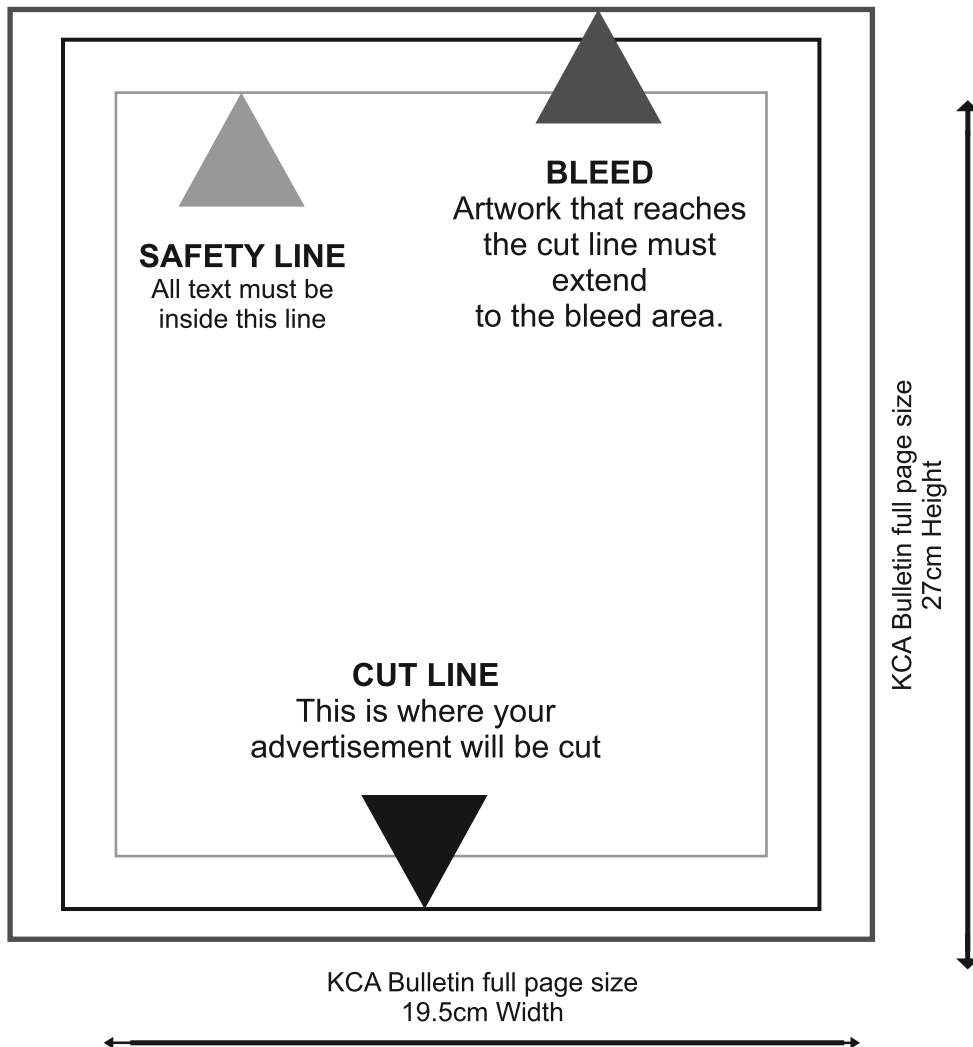 BLEED
Artwork that reaches
the cut line must
extend
to the bleed area.
SAFETY LINE
All text must be
inside this line
CUT LINE
This is where your
advertisement will be cut
KCA Bulletin full page size
27cm Height
KCA Bulletin full page size
19.5cm Width